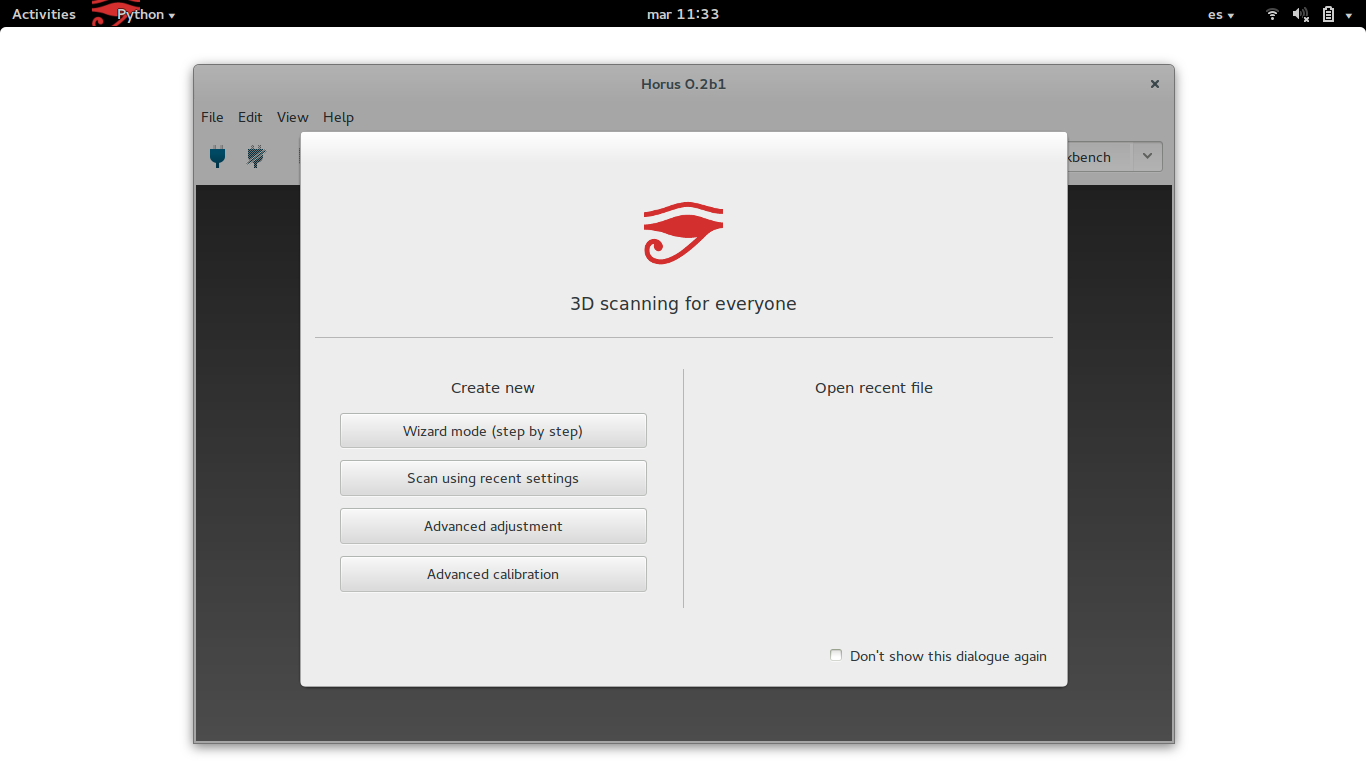 Activities Python mar 11:33 es
Horus 0.2b1
File Edit View Help
kbench
3D scanning for everyone
Create new Open recent file
Wizard mode (step by step)
Scan using recent settings
Advanced adjustment
Advanced calibration
Don't show this dialogue again